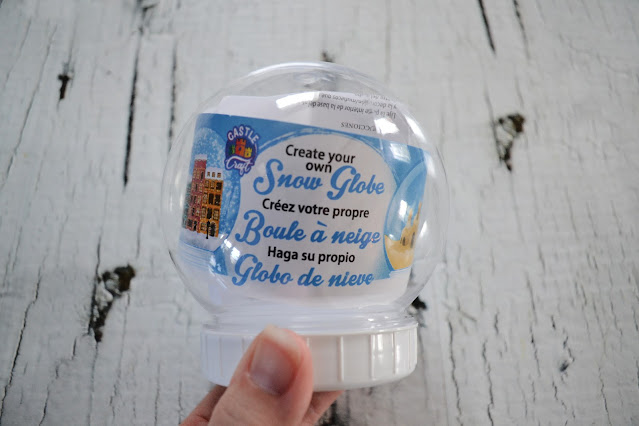 CASTLE
Craft
Create your
own
Snow Globe
Créez votre propre
Boule à neige
Haga su propio
Globo de nieve